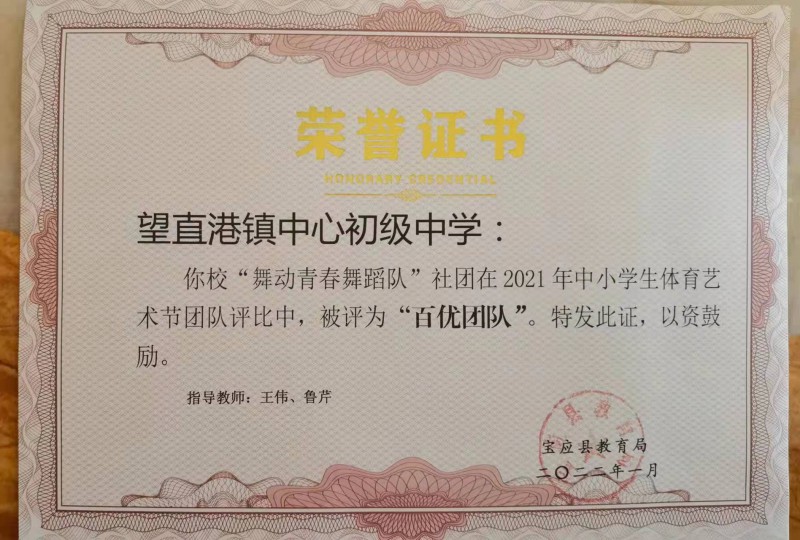 荣誉证书
HONORARY CREDENTIAL
望直港镇中心初级中学：
你校“舞动青春舞蹈队”社团在2021年中小学生体育艺
术节团队评比中，被评为“百优团队”。特发此证，以资鼓
励。
指导教师：王伟、鲁芹
宝应县教育局
二〇二二年一月